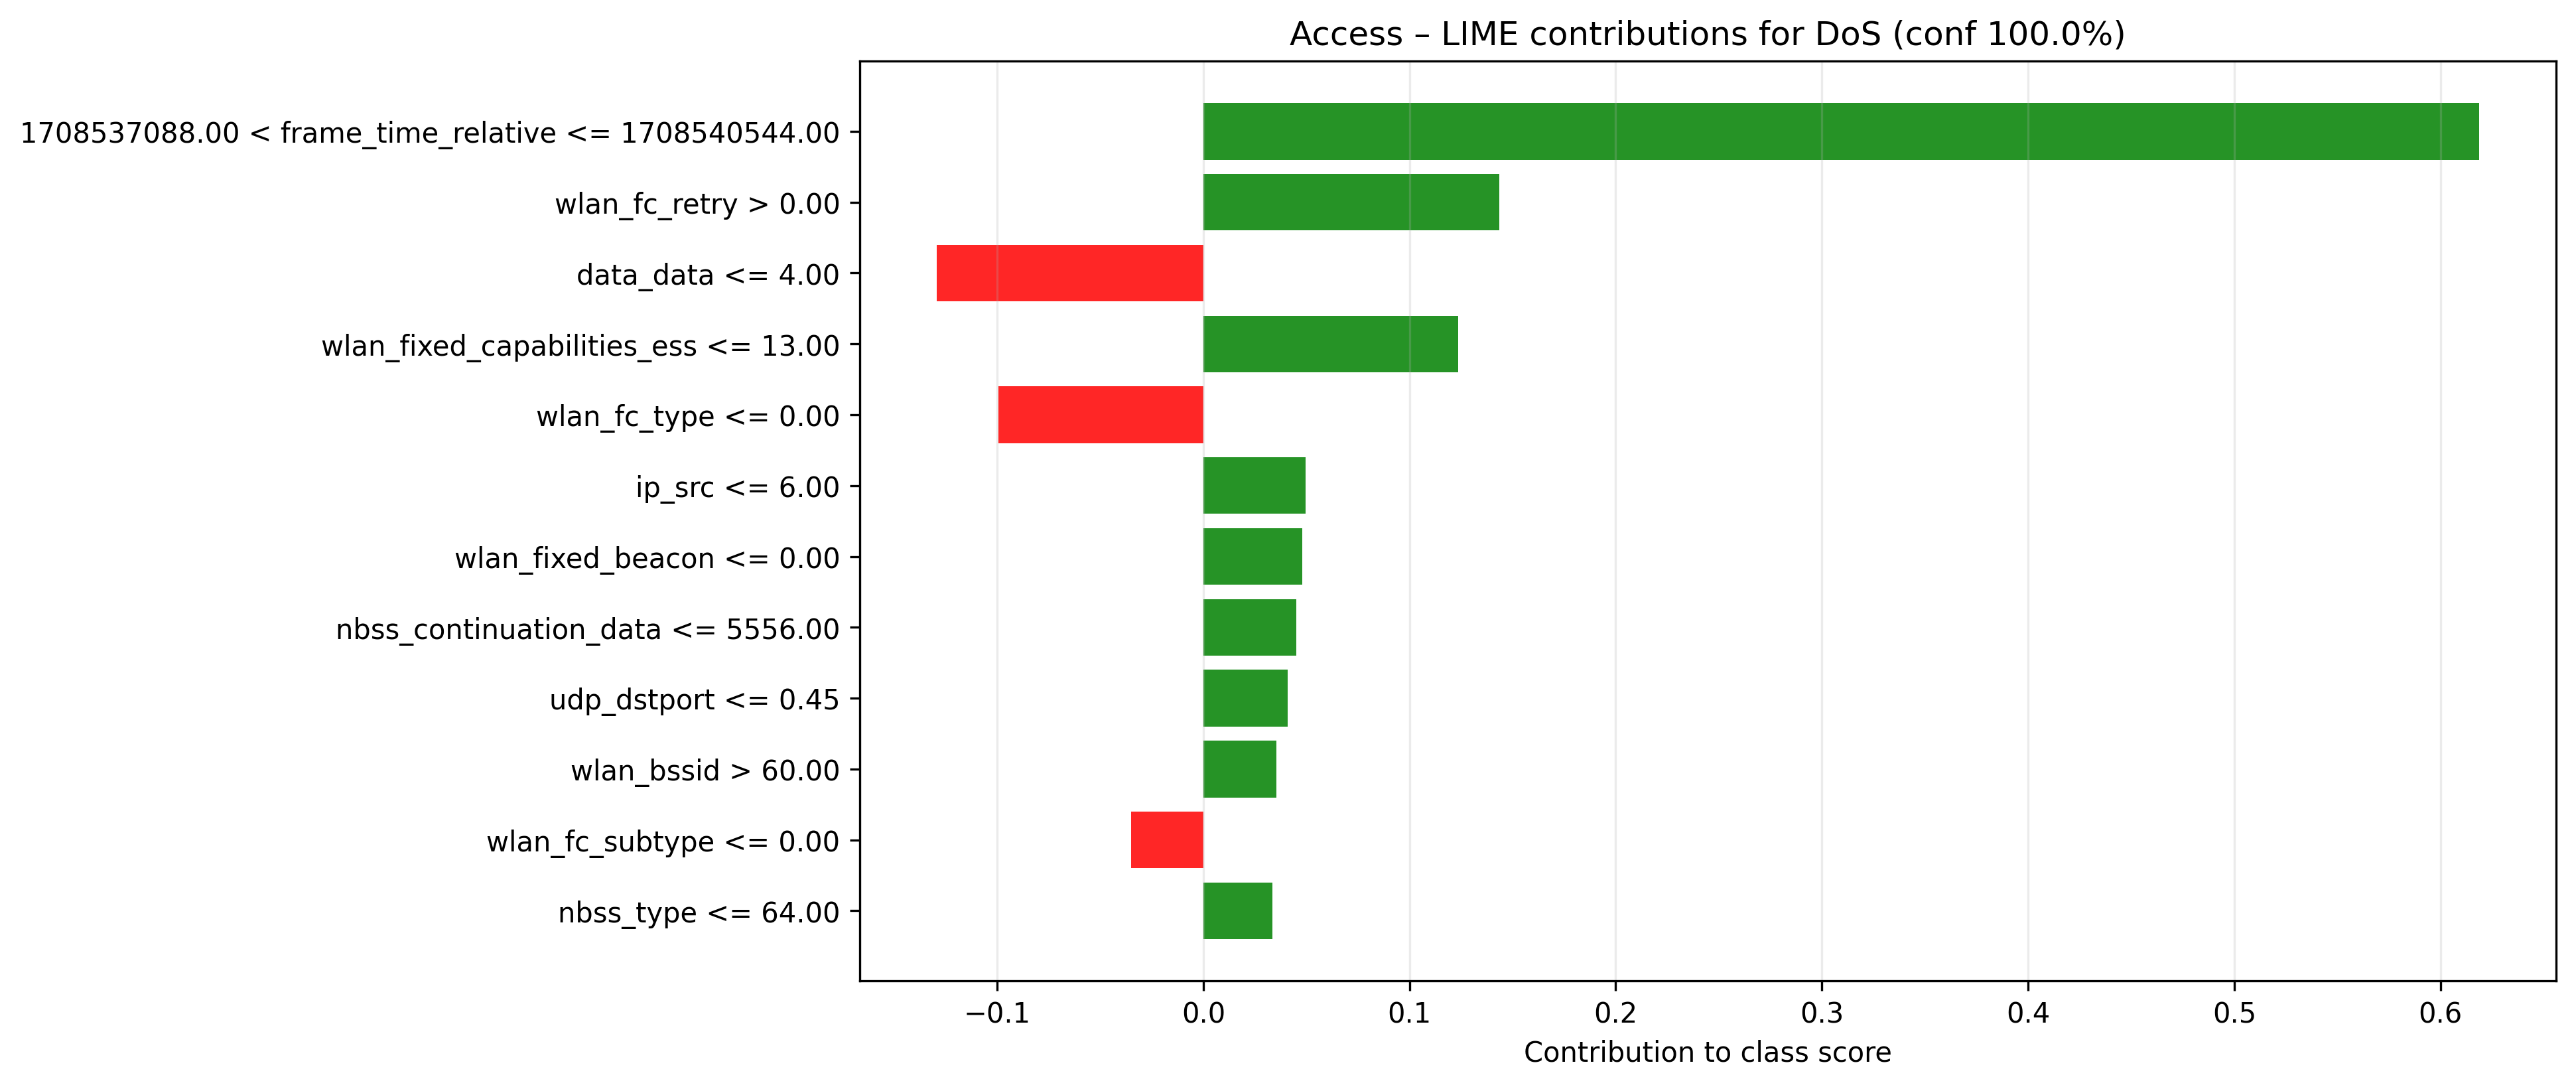 Access – LIME contributions for DoS (conf 100.0%)
1708537088.00 < frame_time_relative <= 1708540544.00
wlan_fc_retry > 0.00
data_data <= 4.00
wlan_fixed_capabilities_ess <= 13.00
wlan_fc_type <= 0.00
ip_src <= 6.00
wlan_fixed_beacon <= 0.00
nbss_continuation_data <= 5556.00
udp_dstport <= 0.45
wlan_bssid > 60.00
wlan_fc_subtype <= 0.00
nbss_type <= 64.00
−0.1 0.0 0.1 0.2 0.3 0.4 0.5 0.6
Contribution to class score